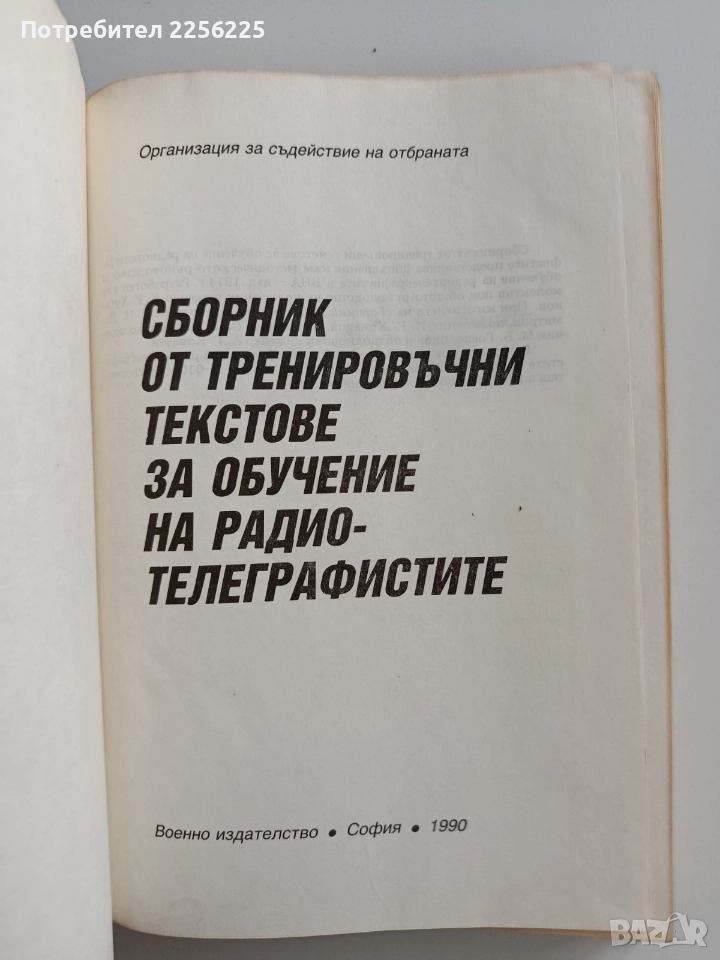 Потребител 2256225
Организация за съдействие на отбраната
СБОРНИК
ОТ ТРЕНИРОВЪЧНИ
ТЕКСТОВЕ
ЗА ОБУЧЕНИЕ
НА РАДИО-
ТЕЛЕГРАФИСТИТЕ
Военно издателство • София • 1990
BAZAR